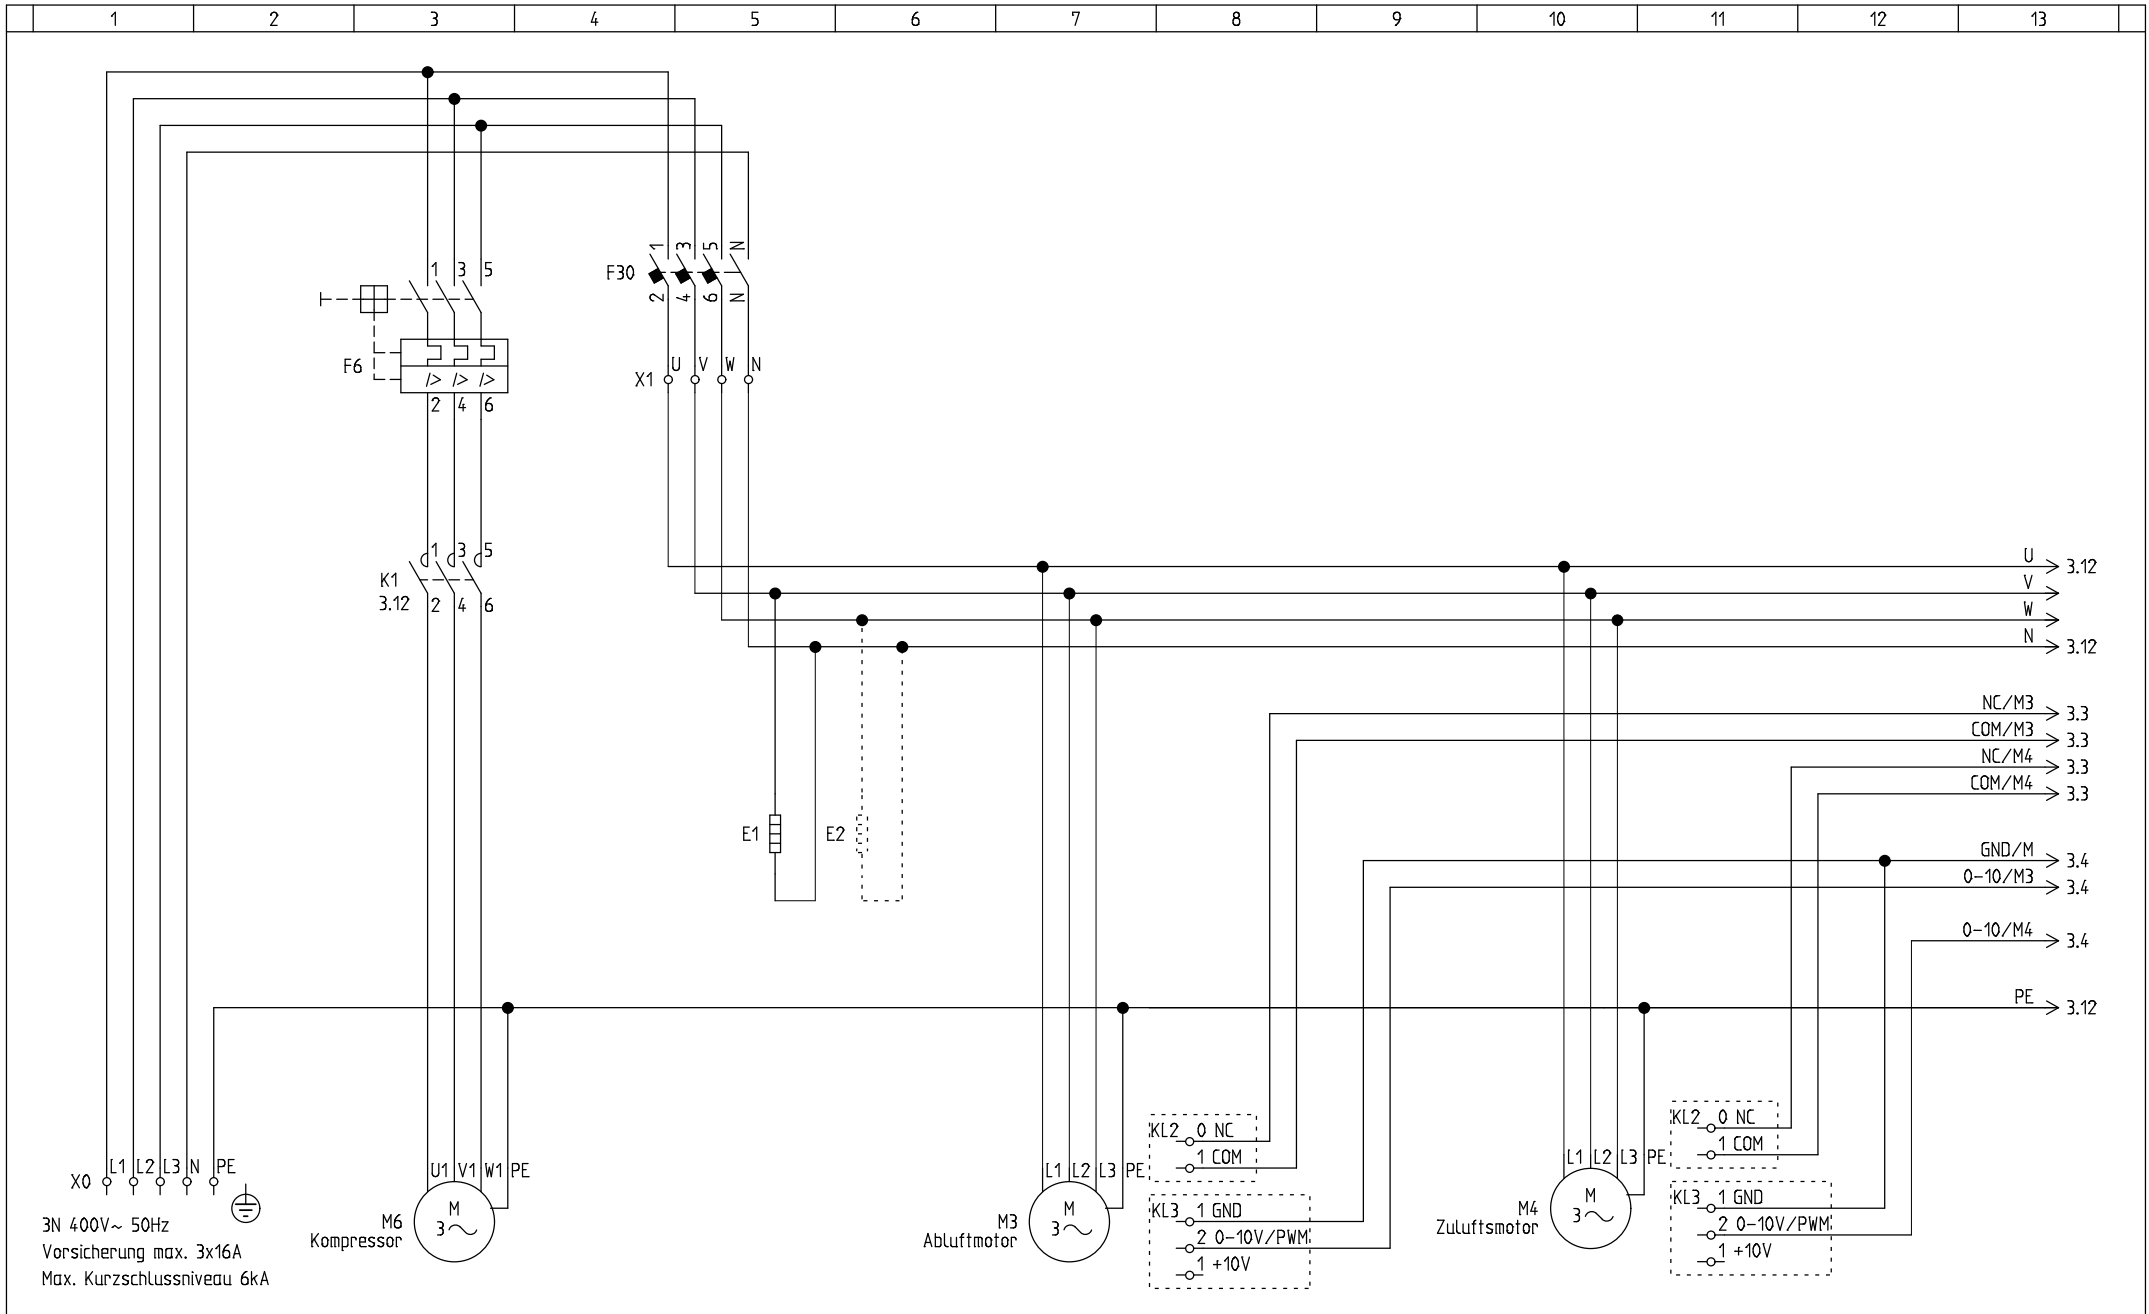 1 2 3 4 5 6 7 8 9 10 11 12 13
1 3 5 N
F30
2 4 6 N
1 3 5
F6
I> I> I>
2 4 6
X1 U V W N
1 3 5
K1
3.12 2 4 6
U 3.12
V
W
N 3.12
NC/M3 3.3
COM/M3 3.3
NC/M4 3.3
COM/M4 3.3
E1 E2
GND/M 3.4
0-10/M3 3.4
0-10/M4 3.4
PE 3.12
X0 L1 L2 L3 N PE
3N 400V~ 50Hz
Vorsicherung max. 3x16A
Max. Kurzschlussniveau 6kA
U1 V1 W1 PE
M6
Kompressor
M
3~
L1 L2 L3 PE
M3
Abluftmotor
M
3~
KL2 0 NC
1 COM
KL3 1 GND
2 0-10V/PWM
1 +10V
L1 L2 L3 PE
M4
Zuluftsmotor
M
3~
KL2 0 NC
1 COM
KL3 1 GND
2 0-10V/PWM
1 +10V